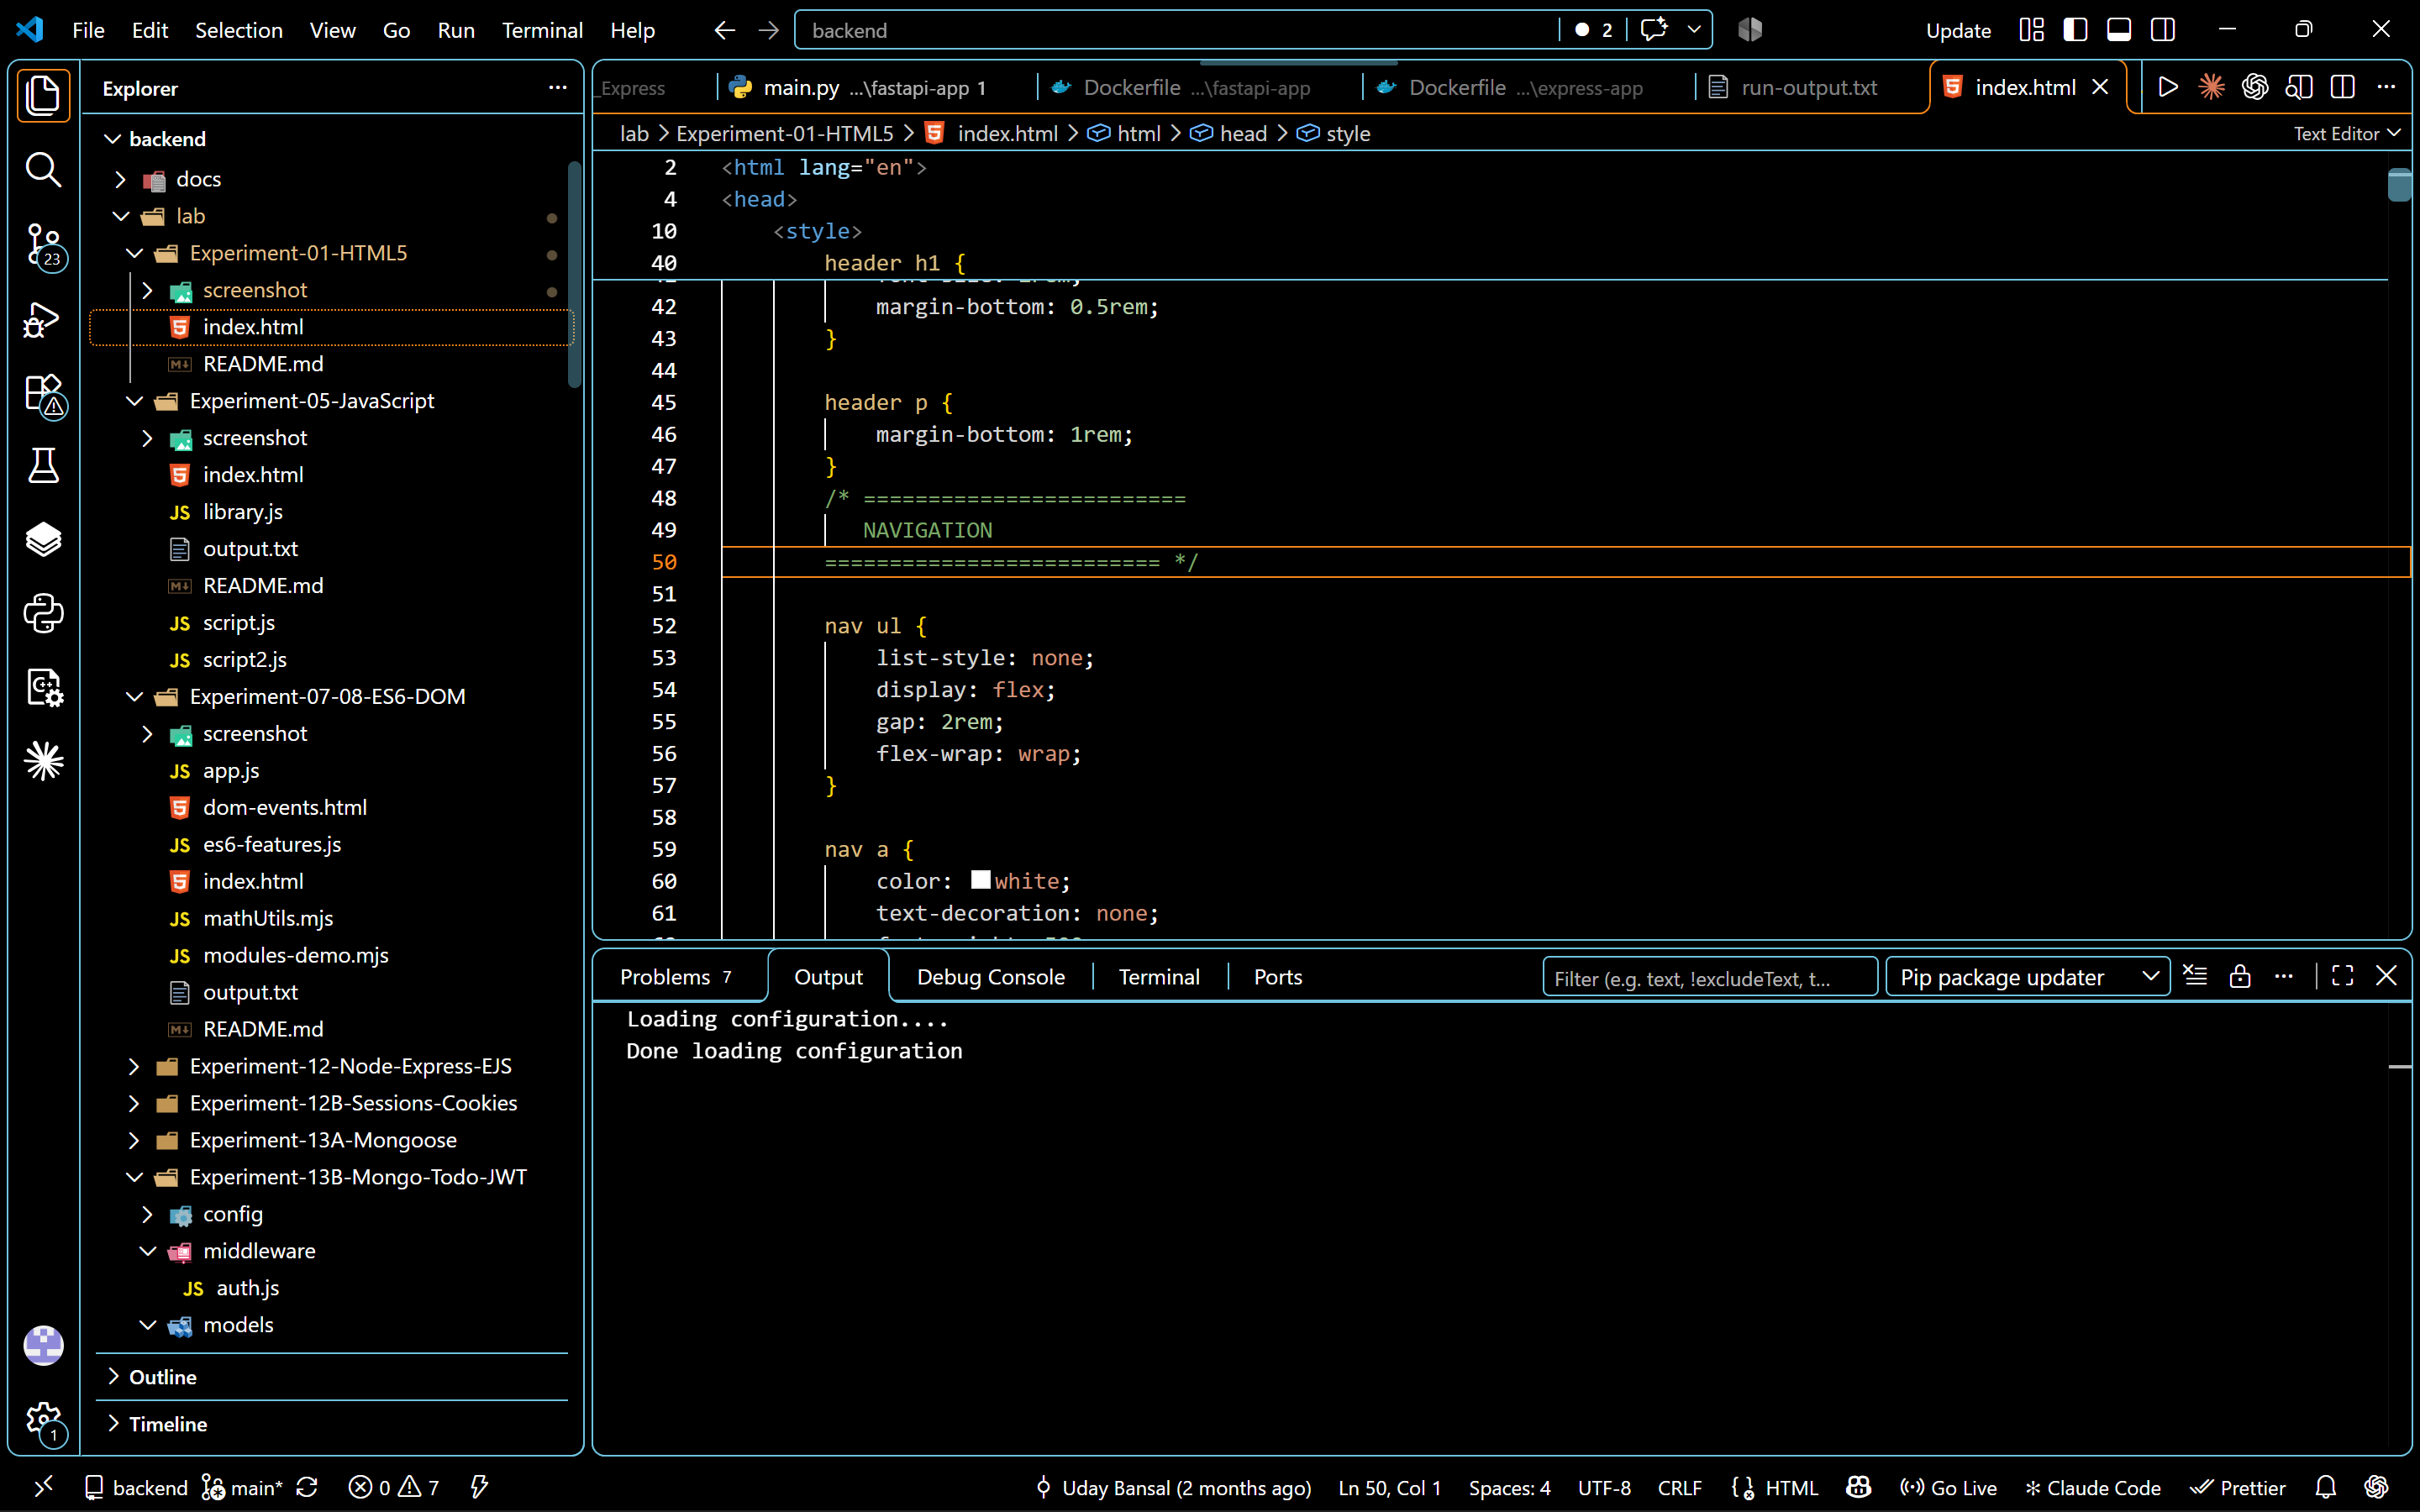 File Edit Selection View Go Run Terminal Help
backend
2
Update
Explorer
backend
docs
lab
Experiment-01-HTML5
screenshot
index.html
README.md
Experiment-05-JavaScript
screenshot
index.html
library.js
output.txt
README.md
script.js
script2.js
Experiment-07-08-ES6-DOM
screenshot
app.js
dom-events.html
es6-features.js
index.html
mathUtils.mjs
modules-demo.mjs
output.txt
README.md
Experiment-12-Node-Express-EJS
Experiment-12B-Sessions-Cookies
Experiment-13A-Mongoose
Experiment-13B-Mongo-Todo-JWT
config
middleware
auth.js
models
Outline
Timeline
23
1
_Express main.py ...\fastapi-app 1 Dockerfile ...\fastapi-app Dockerfile ...\express-app run-output.txt index.html
lab > Experiment-01-HTML5 > index.html > html > head > style Text Editor
2 <html lang="en">
4 <head>
10 <style>
40 header h1 {
42 margin-bottom: 0.5rem;
43 }
44
45 header p {
46 margin-bottom: 1rem;
47 }
48 /* =========================
49 NAVIGATION
50 ========================== */
51
52 nav ul {
53 list-style: none;
54 display: flex;
55 gap: 2rem;
56 flex-wrap: wrap;
57 }
58
59 nav a {
60 color: white;
61 text-decoration: none;
Problems 7 Output Debug Console Terminal Ports Filter (e.g. text, !excludeText, t... Pip package updater
Loading configuration....
Done loading configuration
backend main* 0 7 Uday Bansal (2 months ago) Ln 50, Col 1 Spaces: 4 UTF-8 CRLF {} HTML Go Live Claude Code Prettier